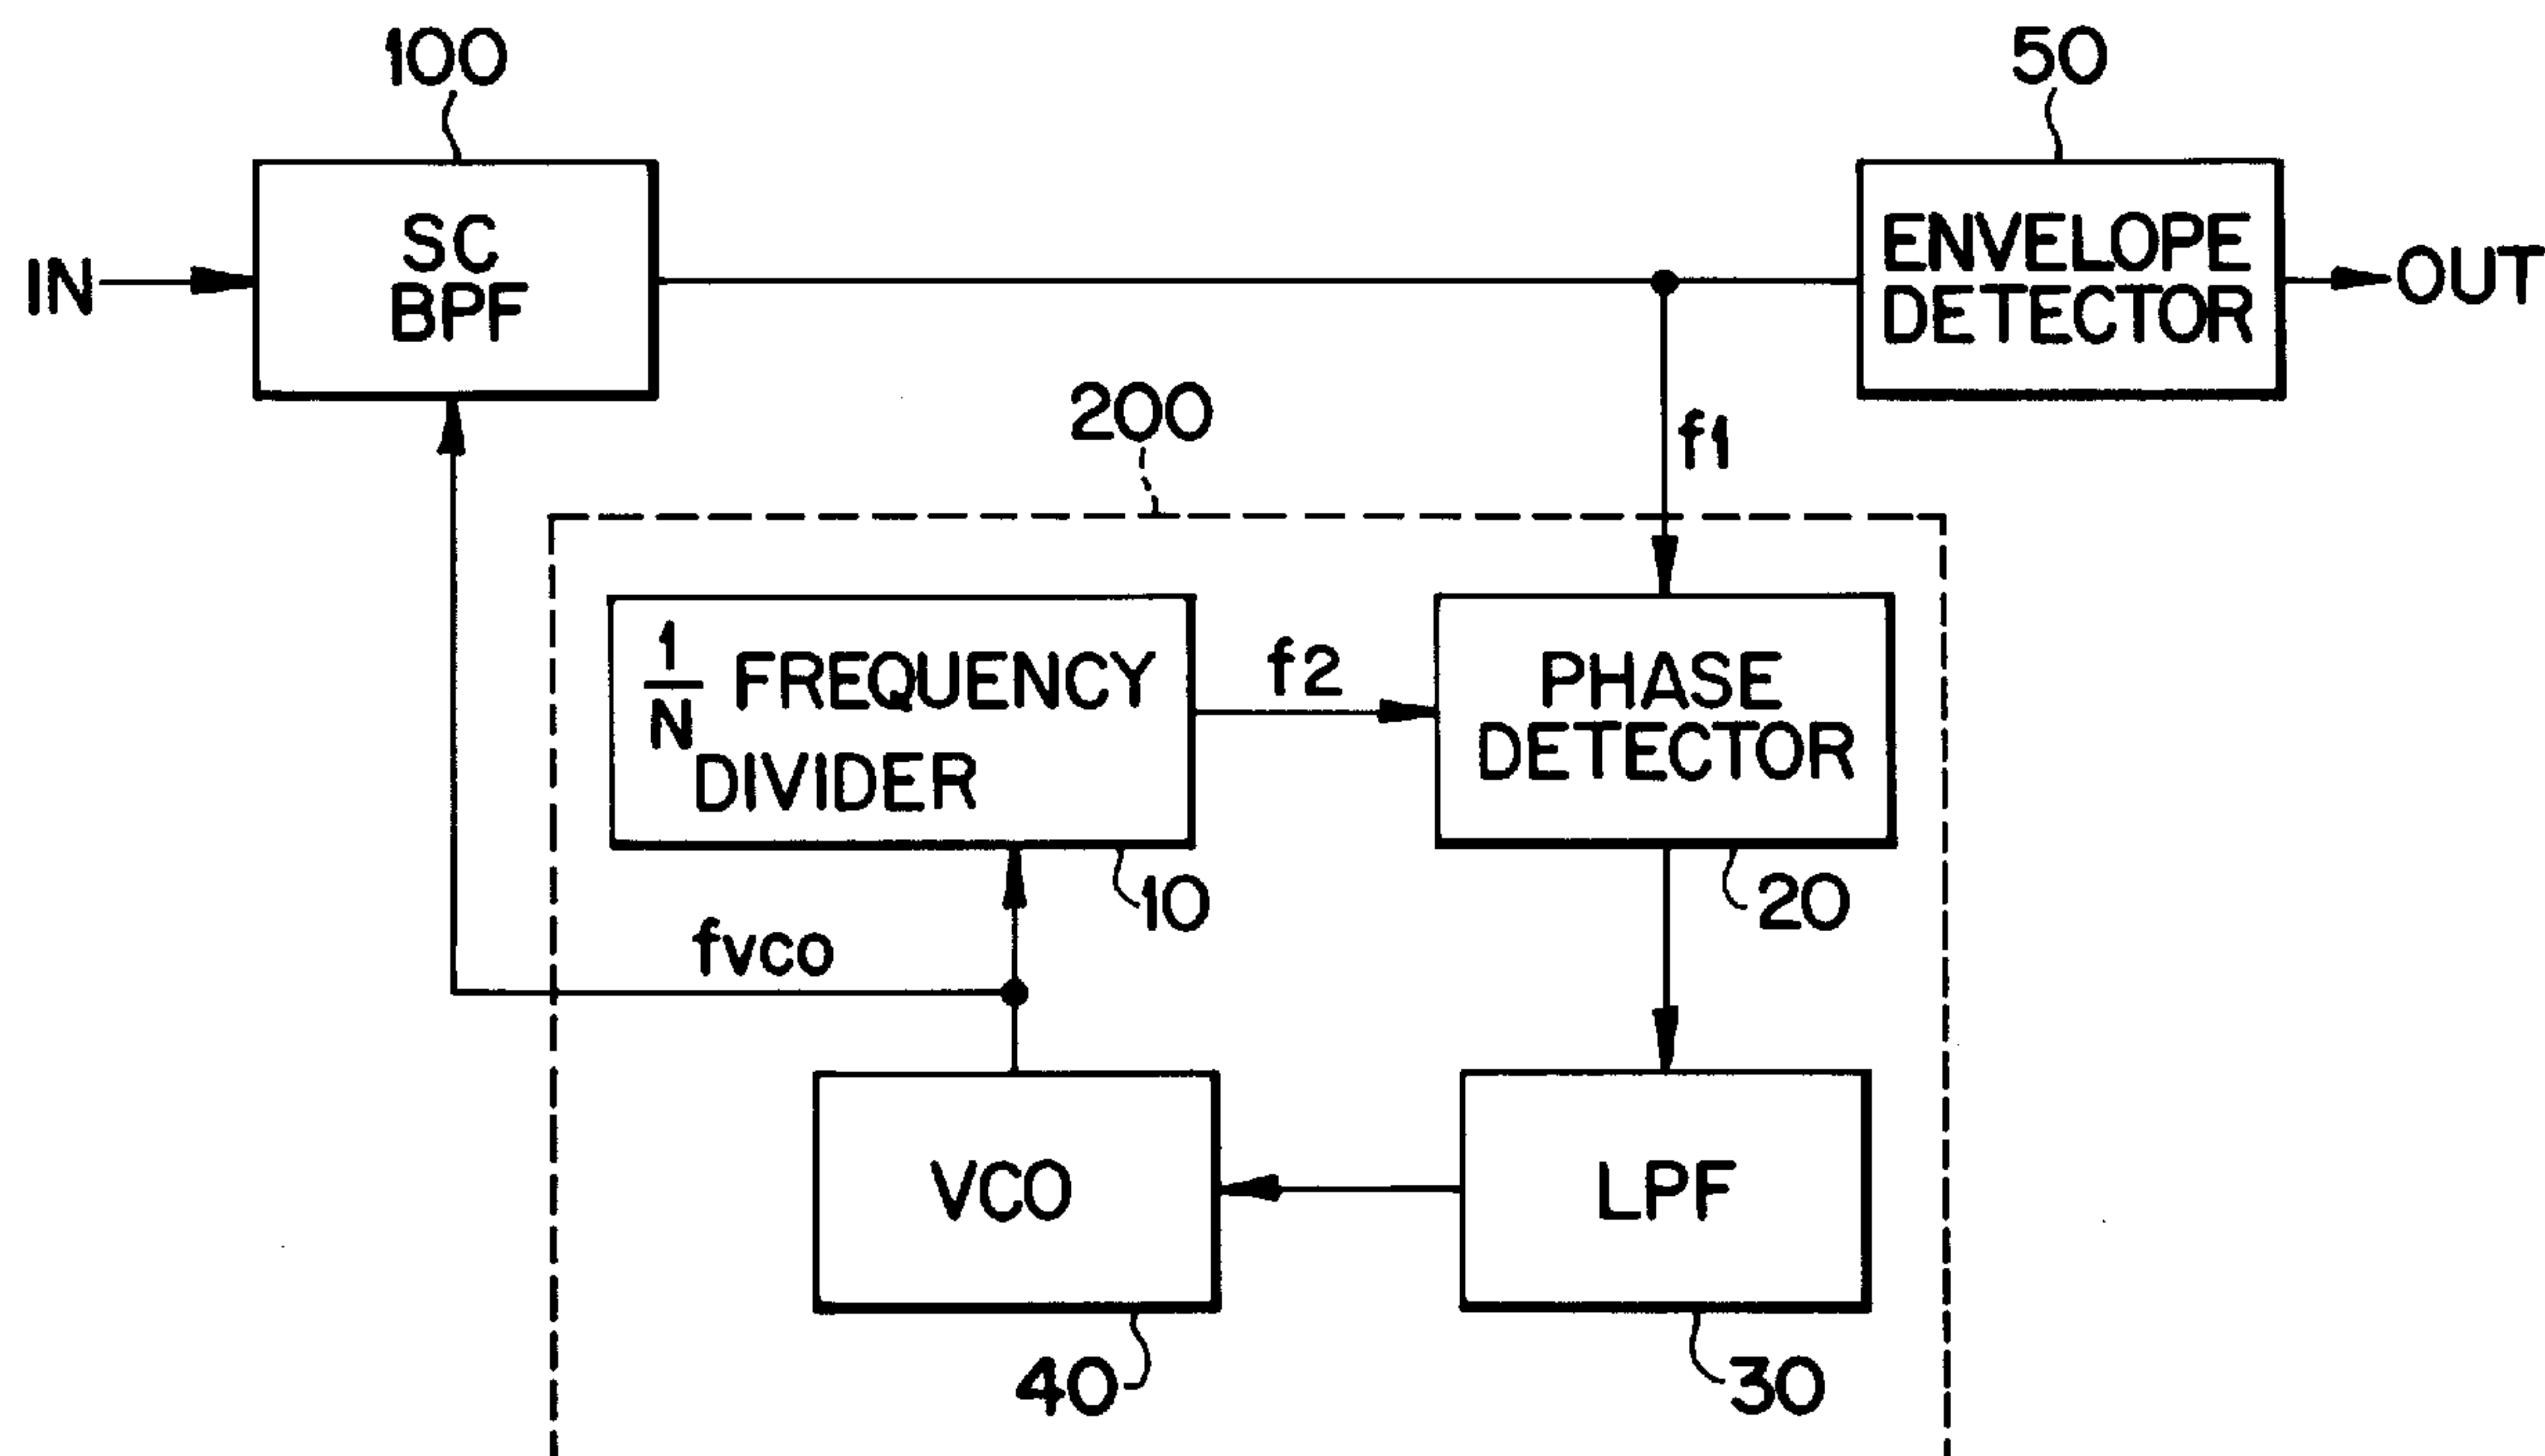 100
50
SC
BPF
IN
ENVELOPE
DETECTOR
OUT
200
f1
1/N FREQUENCY
DIVIDER
f2
PHASE
DETECTOR
10
20
fvco
VCO
LPF
40
30